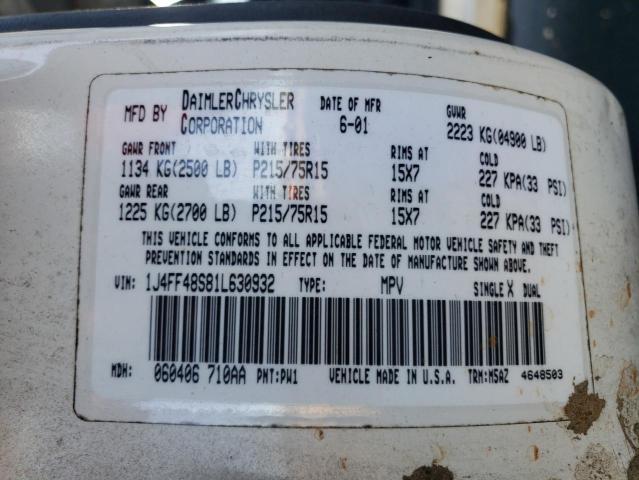 MFD BY DAIMLERCHRYSLER CORPORATION DATE OF MFR 6-01 GVWR 2223 KG(04900 LB)
GAWR FRONT WITH TIRES RIMS AT COLD
1134 KG(2500 LB) P215/75R15 15X7 227 KPA(33 PSI)
GAWR REAR WITH TIRES RIMS AT COLD
1225 KG(2700 LB) P215/75R15 15X7 227 KPA(33 PSI)
THIS VEHICLE CONFORMS TO ALL APPLICABLE FEDERAL MOTOR VEHICLE SAFETY AND THEFT
PREVENTION STANDARDS IN EFFECT ON THE DATE OF MANUFACTURE SHOWN ABOVE.
VIN: 1J4FF48S81L630932 TYPE: MPV SINGLE X DUAL
MDH: 060406 710AA PNT:PW1 VEHICLE MADE IN U.S.A. TRM:MSAZ 4648503